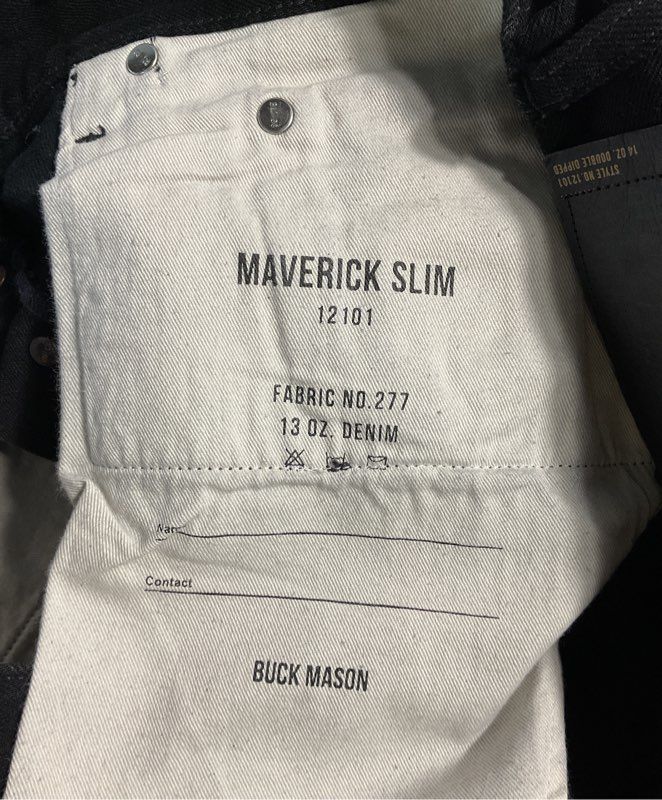 MAVERICK SLIM
12101
FABRIC NO.277
13 OZ. DENIM
Contact
BUCK MASON
STYLE NO.12101
14 OZ. DOUBLE DIPPED